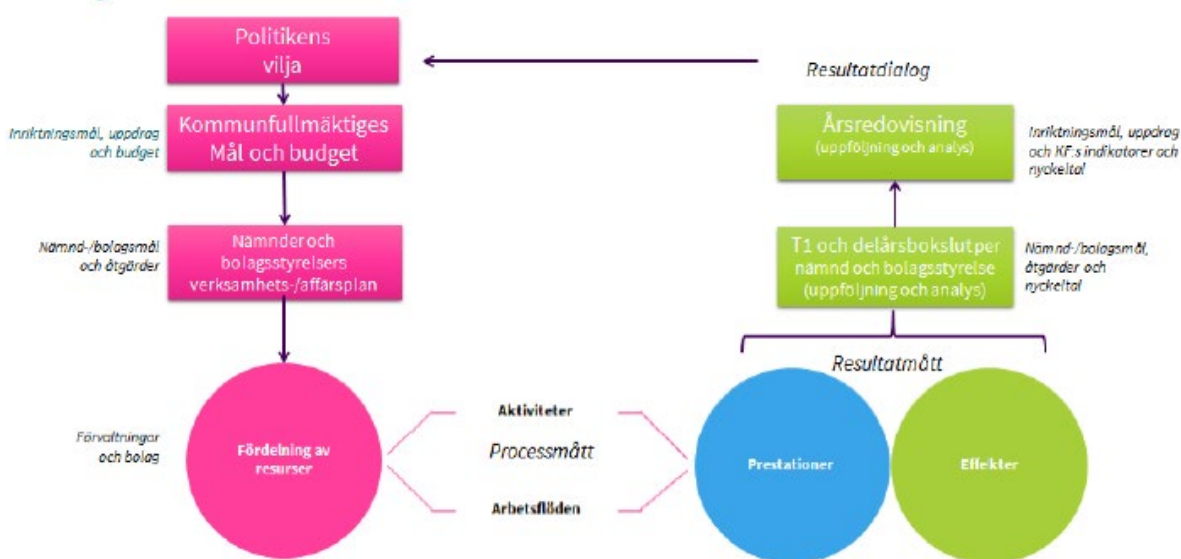 Politikens
vilja
Resultatdialog
Inriktningsmål, uppdrag
och budget
Kommunfullmäktiges
Mål och budget
Årsredovisning
(uppföljning och analys)
Inriktningsmål, uppdrag
och KF:s indikatorer och
nyckeltal
Nämnd-/bolagsmål
och åtgärder
Nämnder och
bolagsstyrelsers
verksamhets-/affärsplan
T1 och delårsbokslut per
nämnd och bolagsstyrelse
(uppföljning och analys)
Nämnd-/bolagsmål,
åtgärder och
nyckeltal
Resultatmått
Förvaltningar
och bolag
Fördelning av
resurser
Aktiviteter
Processmått
Arbetsflöden
Prestationer
Effekter